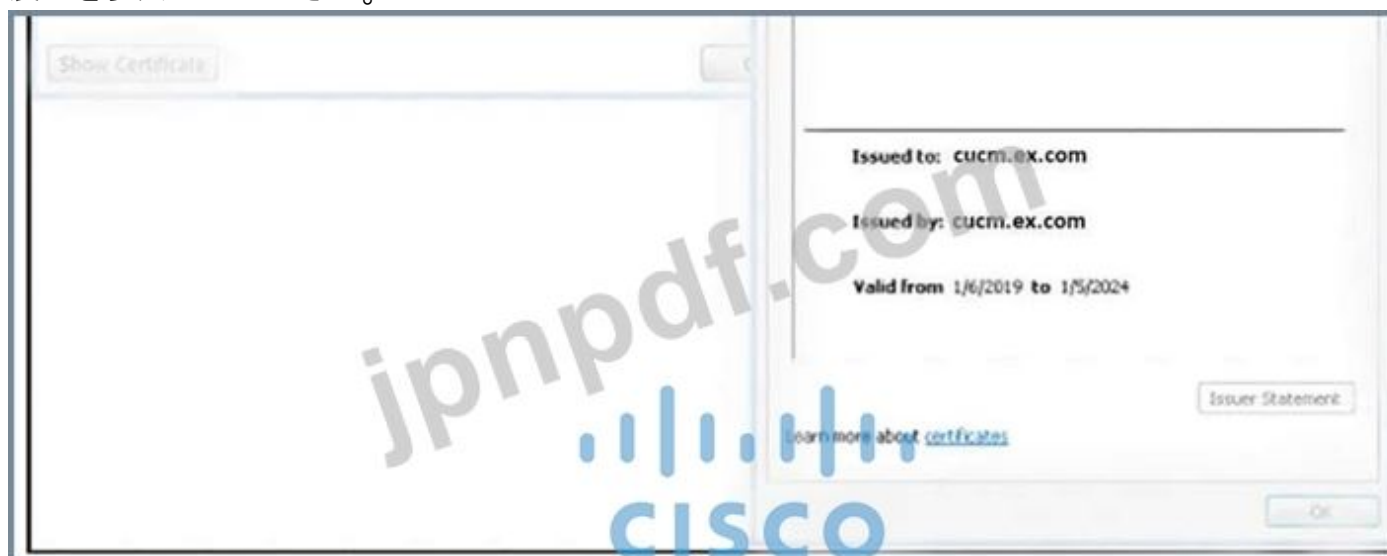 Show Certificate
Issued to: cucm.ex.com
Issued by: cucm.ex.com
Valid from 1/6/2019 to 1/5/2024
Issuer Statement
Learn more about certificates
OK
jpnpdf.com
CISCO